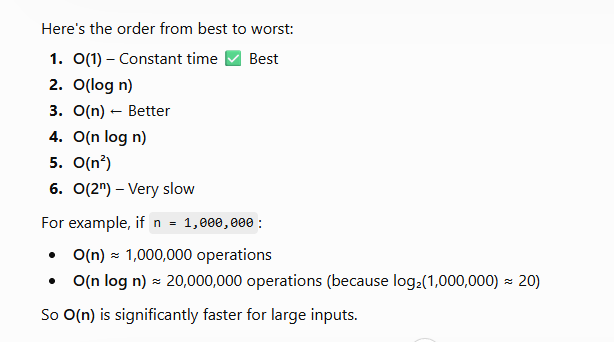 Here's the order from best to worst:
1. O(1) – Constant time ✅ Best
2. O(log n)
3. O(n) ← Better
4. O(n log n)
5. O(n²)
6. O(2ⁿ) – Very slow
For example, if n = 1,000,000 :
• O(n) ≈ 1,000,000 operations
• O(n log n) ≈ 20,000,000 operations (because log₂(1,000,000) ≈ 20)
So O(n) is significantly faster for large inputs.